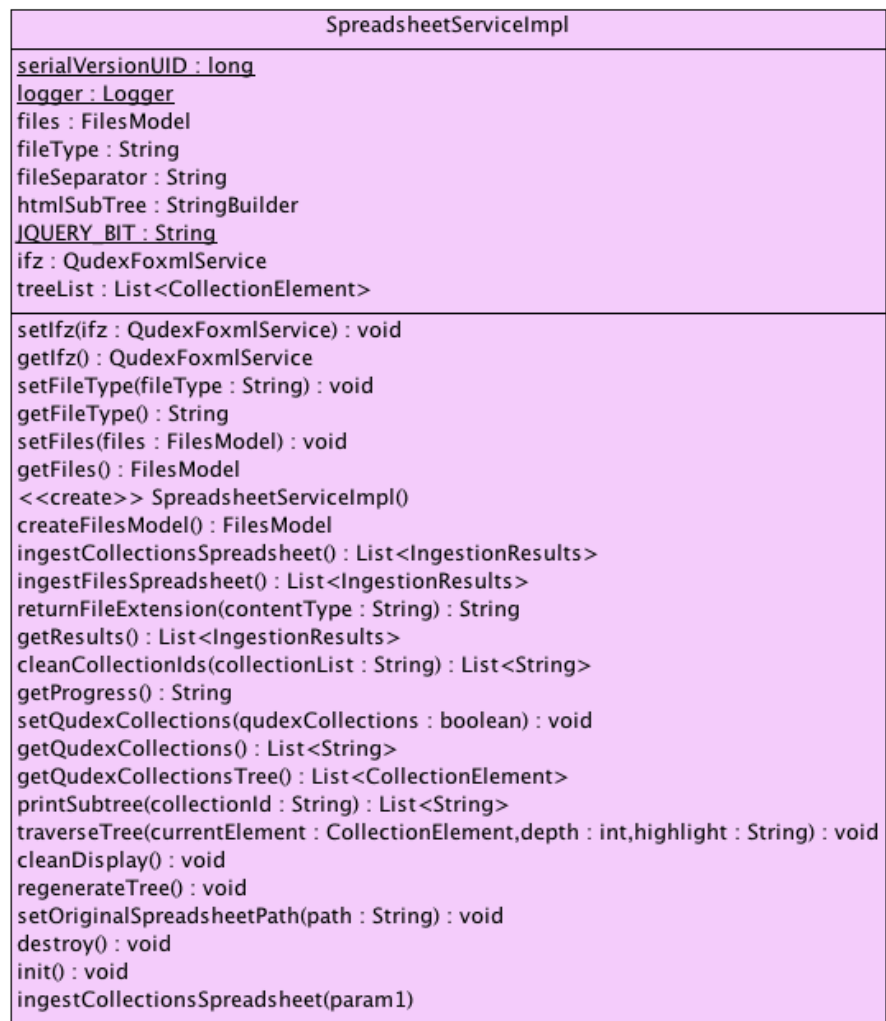 SpreadsheetServiceImpl
serialVersionUID : long
logger : Logger
files : FilesModel
fileType : String
fileSeparator : String
htmlSubTree : StringBuilder
JQUERY_BIT : String
ifz : QudexFoxmlService
treeList : List<CollectionElement>
setIfz(ifz : QudexFoxmlService) : void
getIfz() : QudexFoxmlService
setFileType(fileType : String) : void
getFileType() : String
setFiles(files : FilesModel) : void
getFiles() : FilesModel
<<create>> SpreadsheetServiceImpl()
createFilesModel() : FilesModel
ingestCollectionsSpreadsheet() : List<IngestionResults>
ingestFilesSpreadsheet() : List<IngestionResults>
returnFileExtension(contentType : String) : String
getResults() : List<IngestionResults>
cleanCollectionIds(collectionList : String) : List<String>
getProgress() : String
setQudexCollections(qudexCollections : boolean) : void
getQudexCollections() : List<String>
getQudexCollectionsTree() : List<CollectionElement>
printSubtree(collectionId : String) : List<String>
traverseTree(currentElement : CollectionElement,depth : int,highlight : String) : void
cleanDisplay() : void
regenerateTree() : void
setOriginalSpreadsheetPath(path : String) : void
destroy() : void
init() : void
ingestCollectionsSpreadsheet(param1)